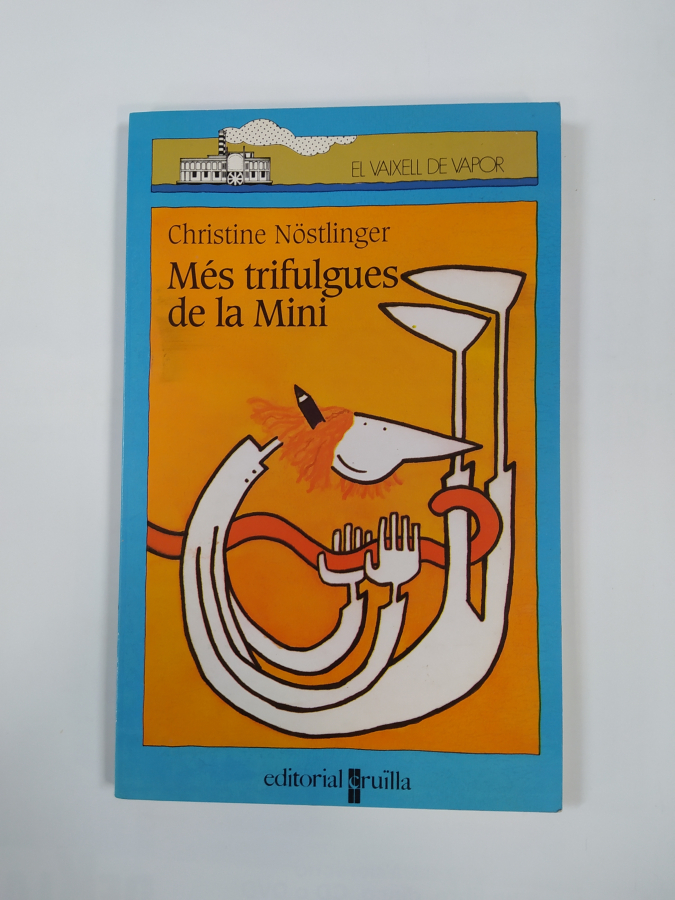 EL VAIXELL DE VAPOR
Christine Nöstlinger
Més trifulgues
de la Mini
editorial cruïlla